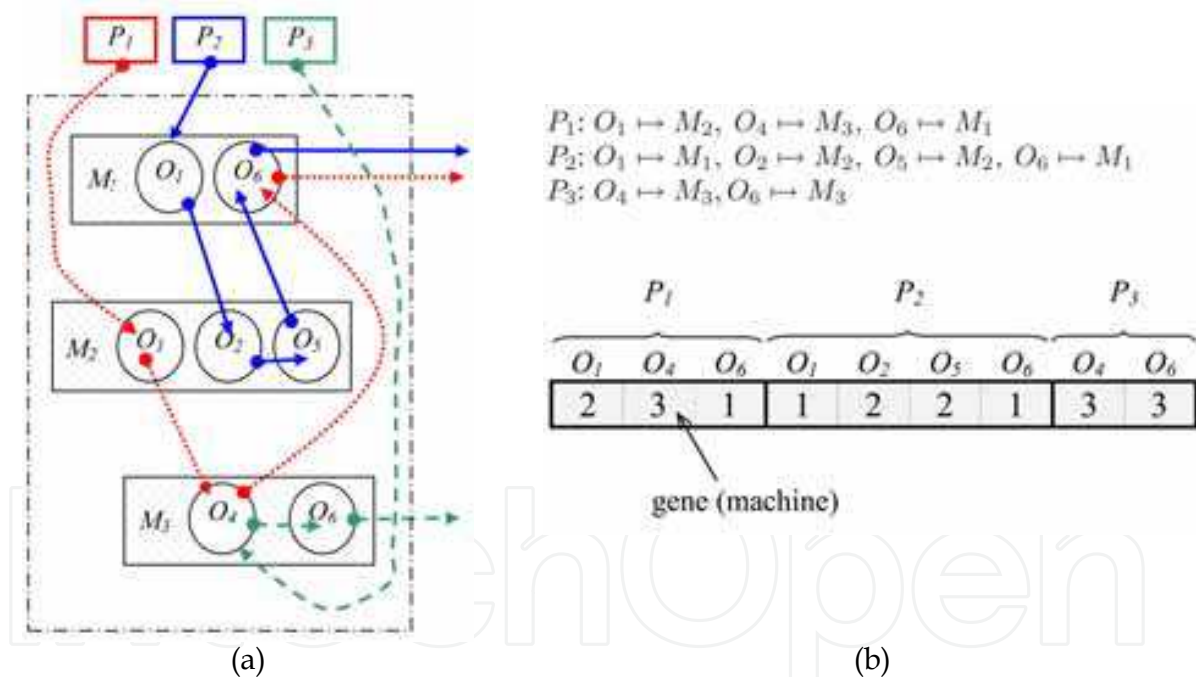 P1 P2 P3
M1 O1 O6
M2 O1 O2 O5
M3 O4 O6
(a)
P1: O1 ↦ M2, O4 ↦ M3, O6 ↦ M1
P2: O1 ↦ M1, O2 ↦ M2, O5 ↦ M2, O6 ↦ M1
P3: O4 ↦ M3, O6 ↦ M3
P1 P2 P3
O1 O4 O6 O1 O2 O5 O6 O4 O6
2 3 1 1 2 2 1 3 3
gene (machine)
(b)